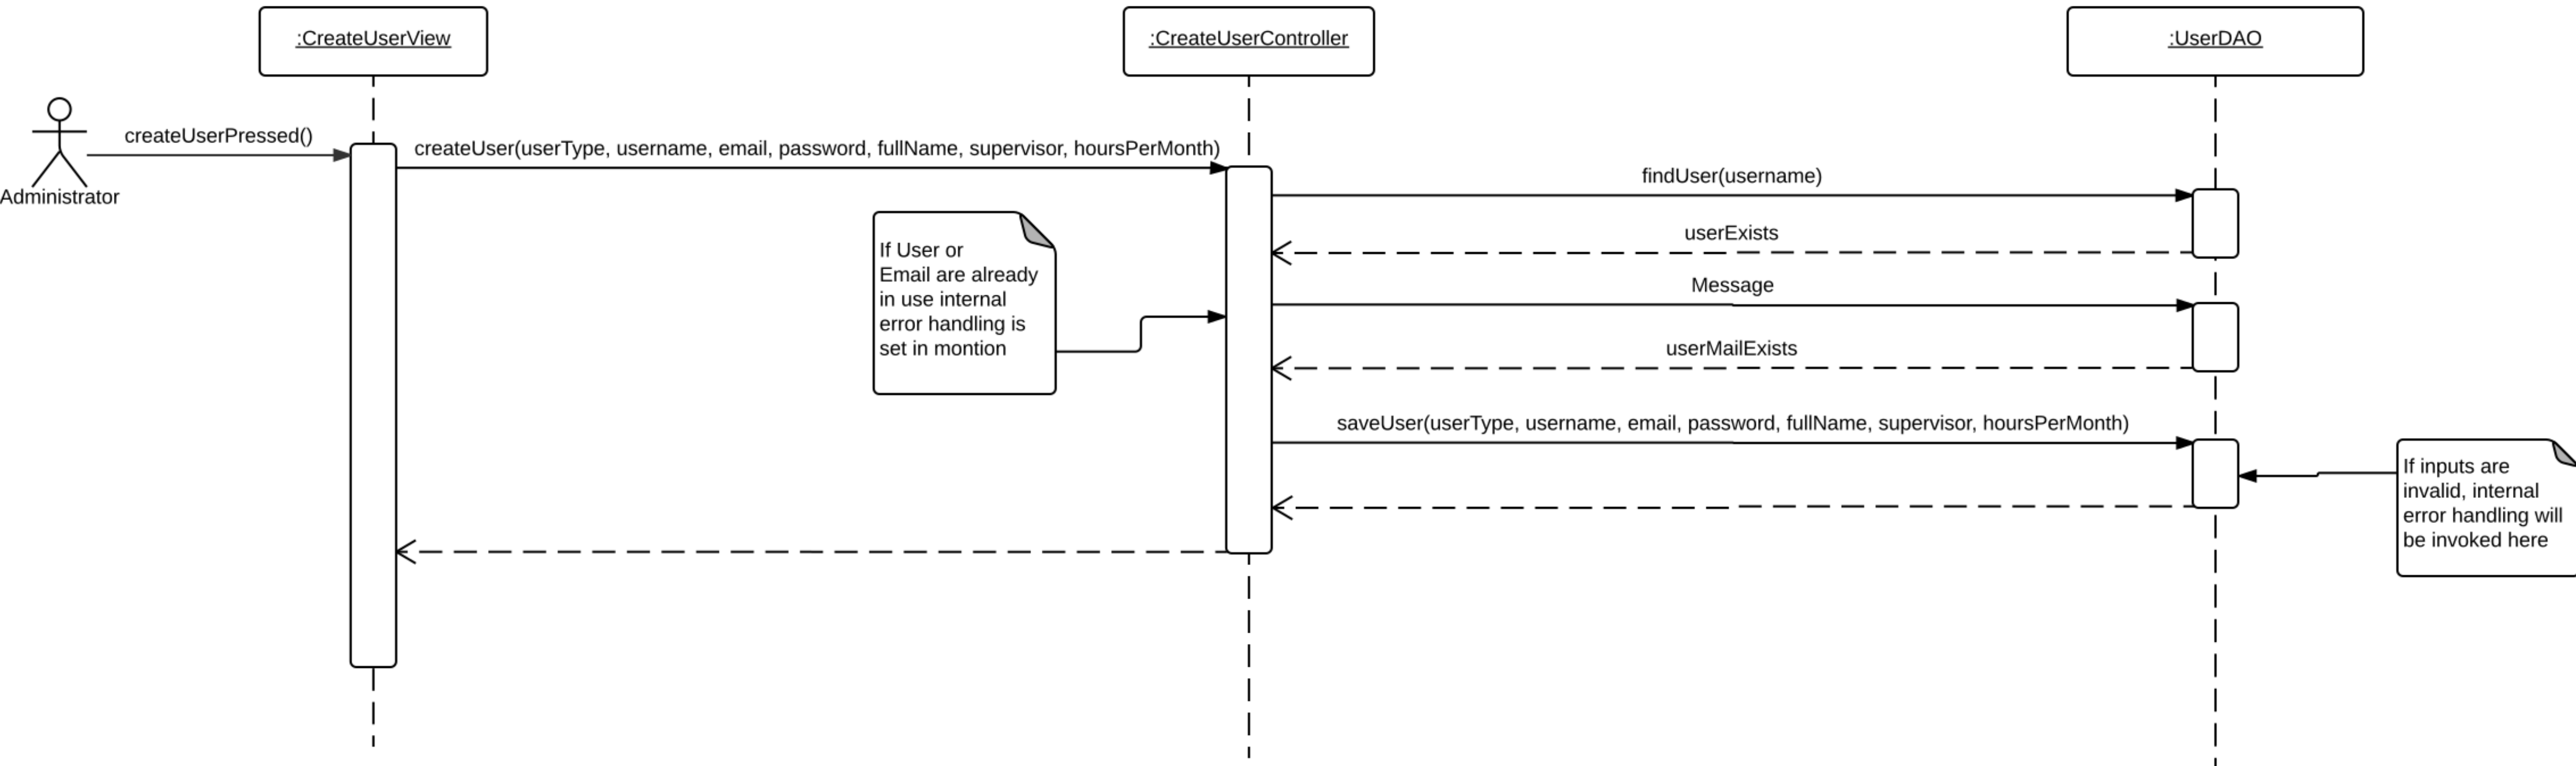 :CreateUserView
:CreateUserController
:UserDAO
createUserPressed()
Administrator
createUser(userType, username, email, password, fullName, supervisor, hoursPerMonth)
findUser(username)
userExists
If User or
Email are already
in use internal
error handling is
set in montion
Message
userMailExists
saveUser(userType, username, email, password, fullName, supervisor, hoursPerMonth)
If inputs are
invalid, internal
error handling will
be invoked here